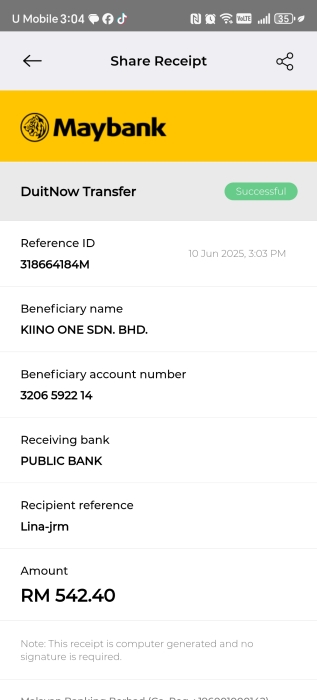 U Mobile 3:04
35
Share Receipt
Maybank
DuitNow Transfer
Successful
Reference ID
10 Jun 2025, 3:03 PM
318664184M
Beneficiary name
KIINO ONE SDN. BHD.
Beneficiary account number
3206 5922 14
Receiving bank
PUBLIC BANK
Recipient reference
Lina-jrm
Amount
RM 542.40
Note: This receipt is computer generated and no
signature is required.